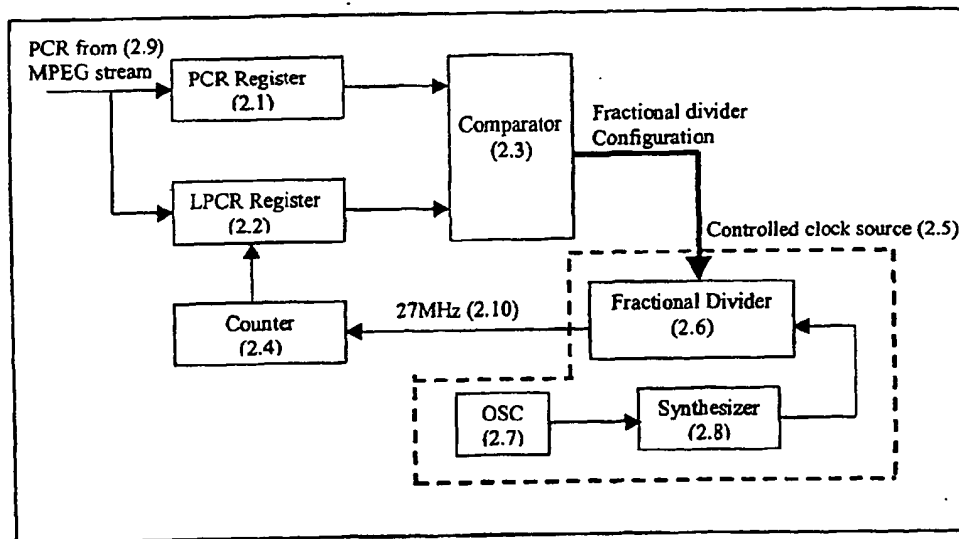 PCR from (2.9)
MPEG stream
PCR Register
(2.1)
LPCR Register
(2.2)
Comparator
(2.3)
Fractional divider
Configuration
Controlled clock source (2.5)
Fractional Divider
(2.6)
27MHz (2.10)
Counter
(2.4)
OSC
(2.7)
Synthesizer
(2.8)